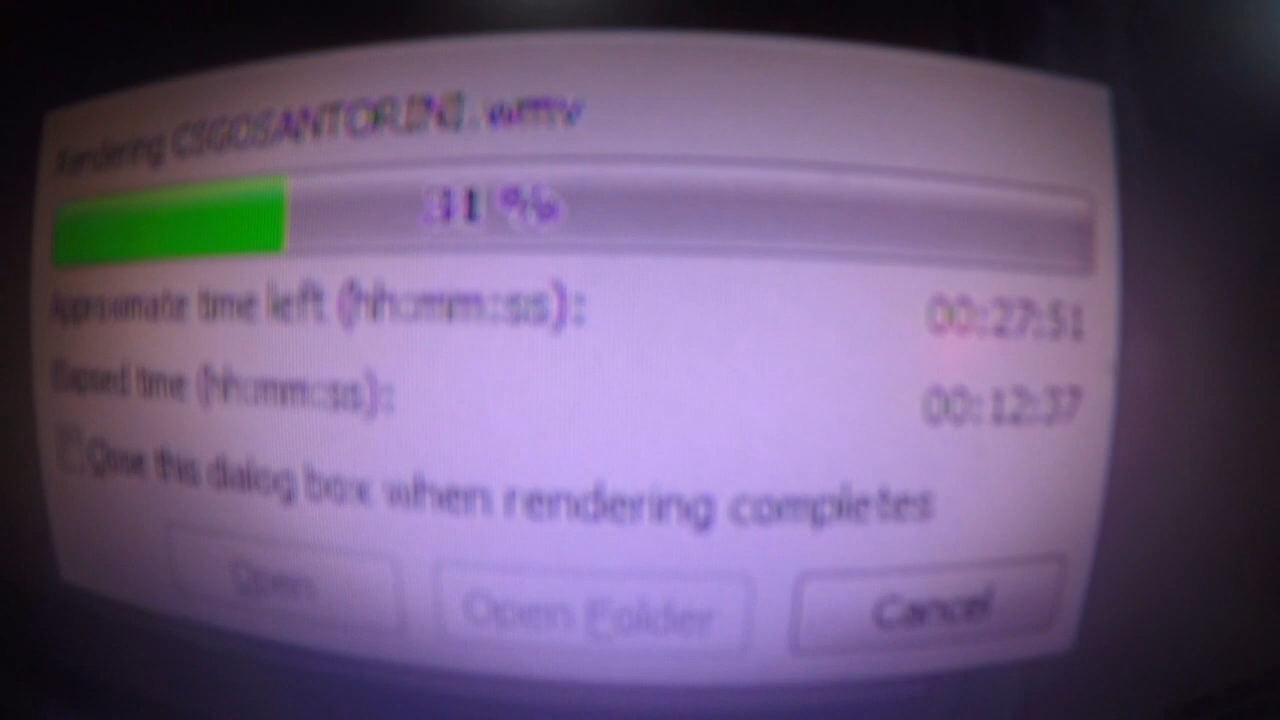 Rendering CSGOSANTORINI.wmv
31 %
Approximate time left (hh:mm:ss): 00:27:51
Elapsed time (hh:mm:ss): 00:12:37
Close this dialog box when rendering completes
Open Open Folder Cancel